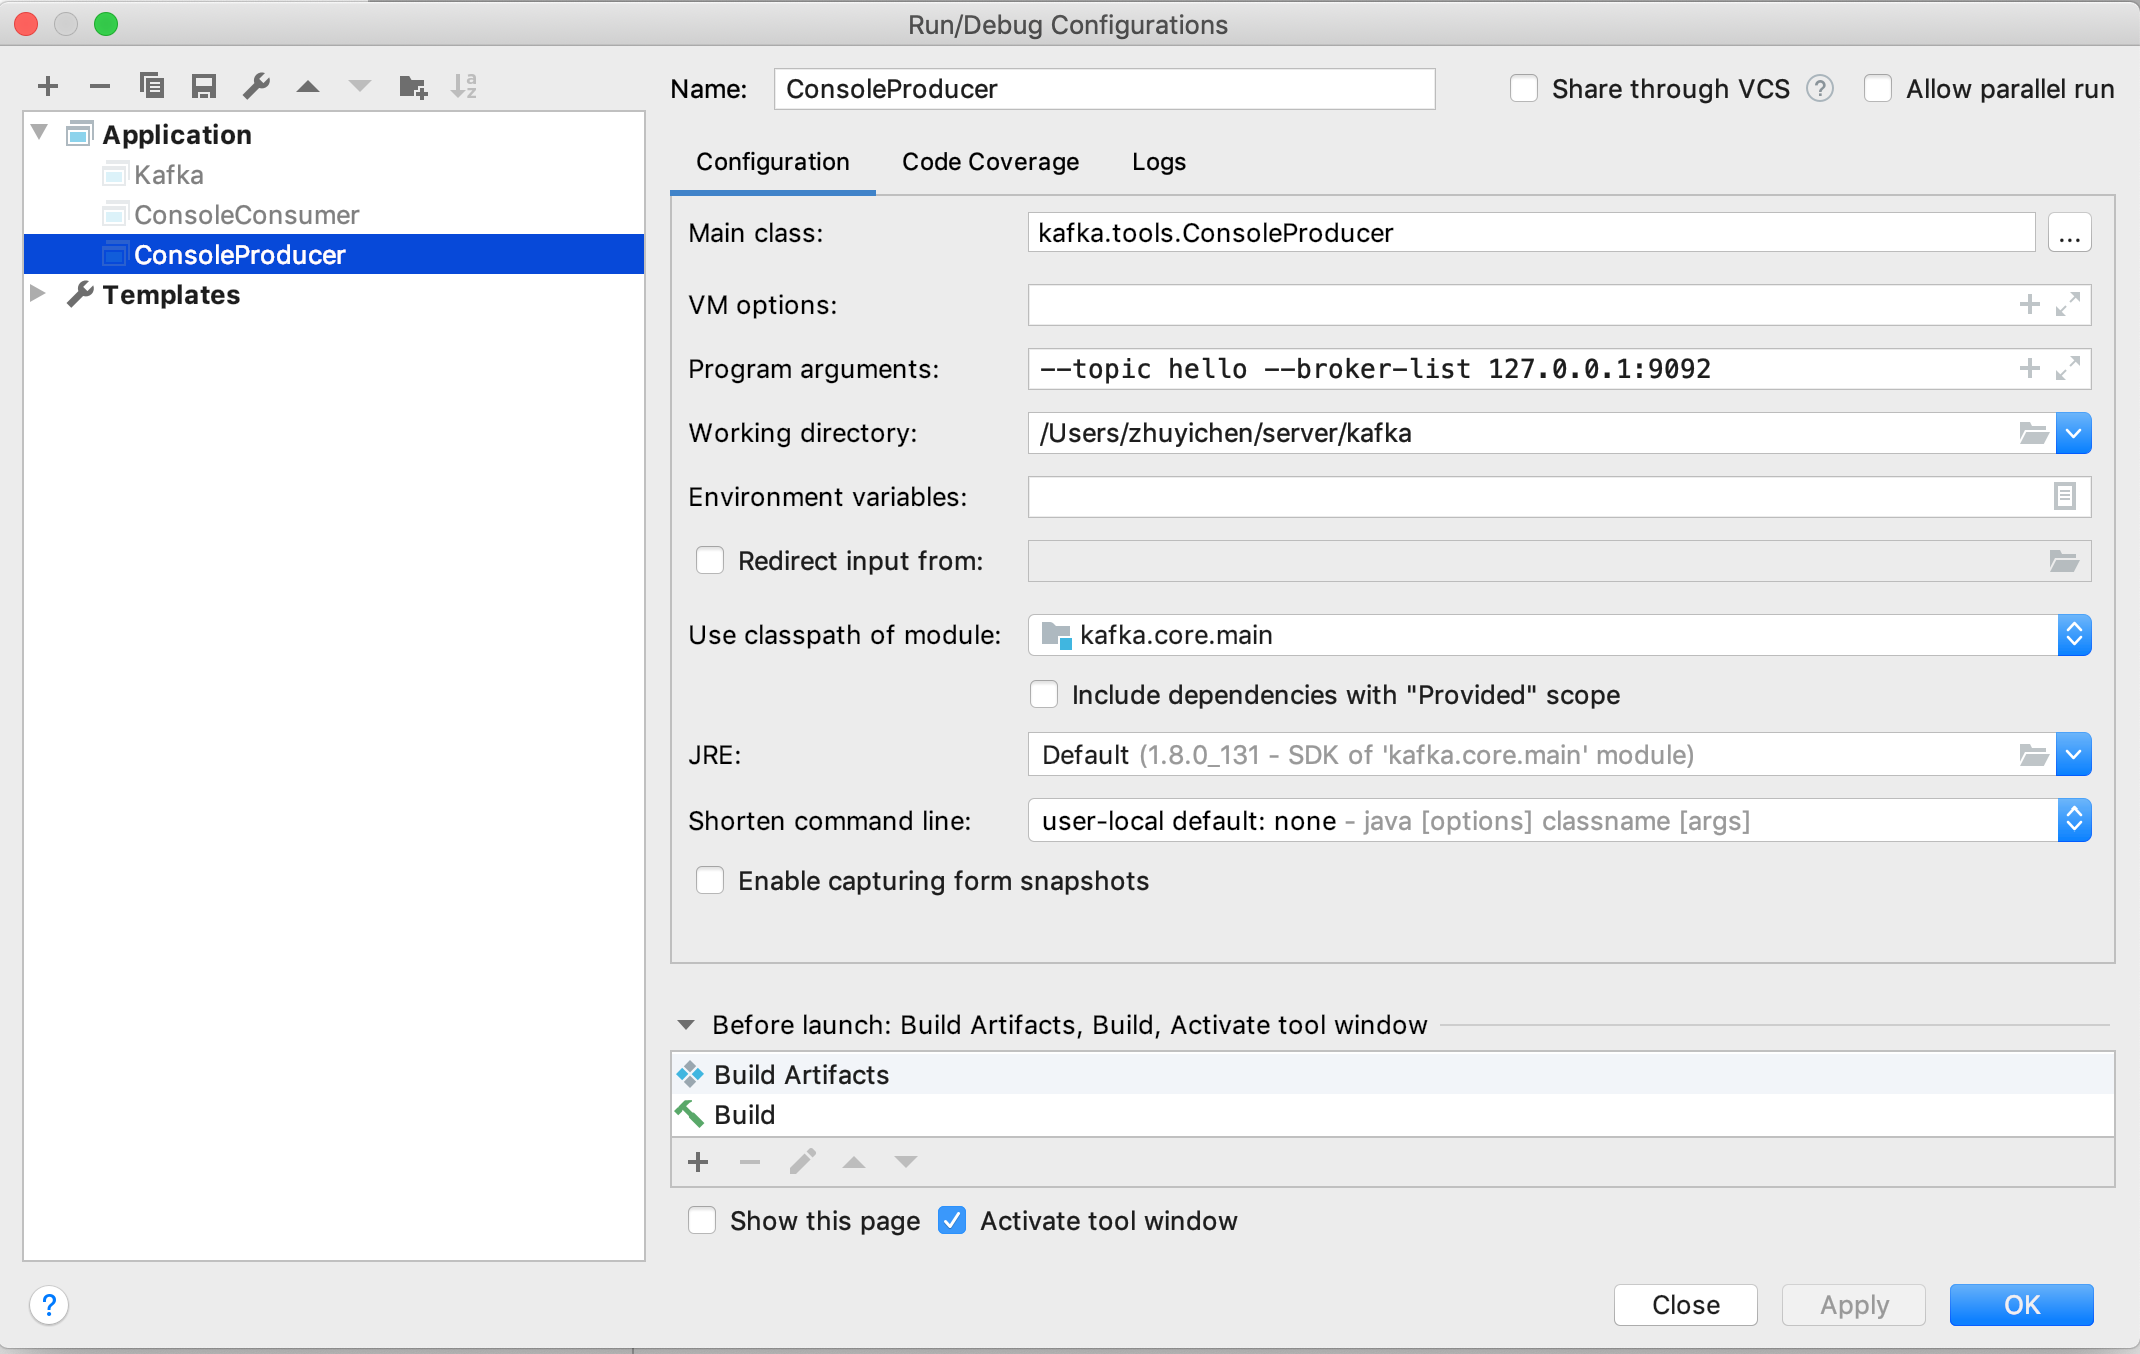 Run/Debug Configurations
Name: ConsoleProducer Share through VCS ? Allow parallel run
Application
Kafka
ConsoleConsumer
ConsoleProducer
Templates
Configuration Code Coverage Logs
Main class: kafka.tools.ConsoleProducer ...
VM options:
Program arguments: --topic hello --broker-list 127.0.0.1:9092
Working directory: /Users/zhuyichen/server/kafka
Environment variables:
Redirect input from:
Use classpath of module: kafka.core.main
Include dependencies with "Provided" scope
JRE: Default (1.8.0_131 - SDK of 'kafka.core.main' module)
Shorten command line: user-local default: none - java [options] classname [args]
Enable capturing form snapshots
Before launch: Build Artifacts, Build, Activate tool window
Build Artifacts
Build
Show this page Activate tool window
? Close Apply OK